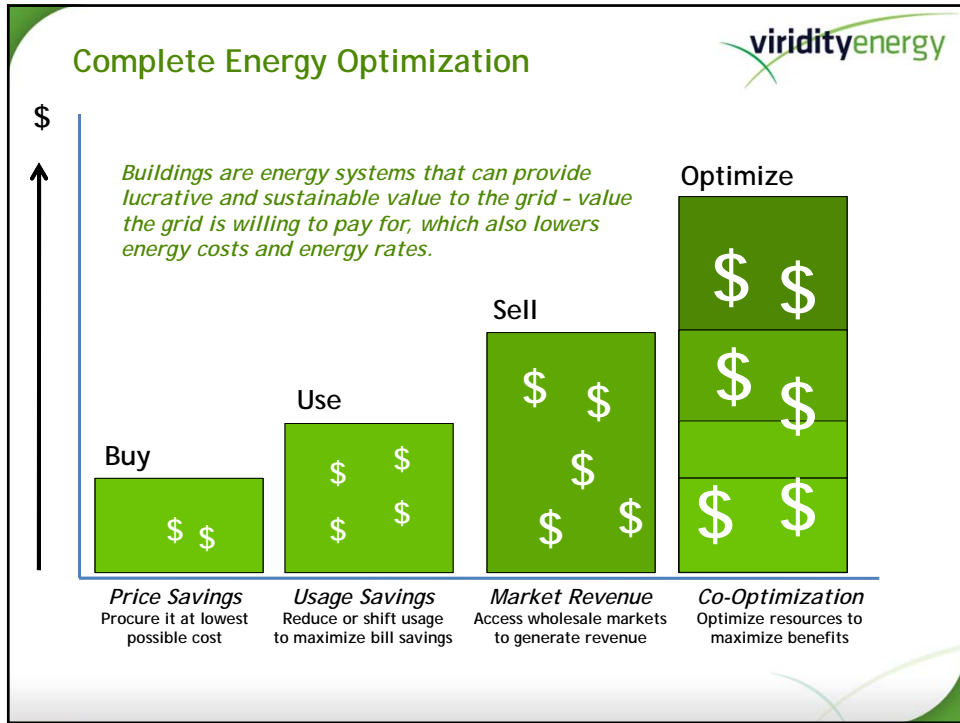 Complete Energy Optimization
viridityenergy
$
Buildings are energy systems that can provide
lucrative and sustainable value to the grid - value
the grid is willing to pay for, which also lowers
energy costs and energy rates.
Optimize
$ $
Sell
$ $
$ $
Use
$ $
$
Buy
$ $
$ $
$ $
$ $
Price Savings
Procure it at lowest
possible cost
Usage Savings
Reduce or shift usage
to maximize bill savings
Market Revenue
Access wholesale markets
to generate revenue
Co-Optimization
Optimize resources to
maximize benefits